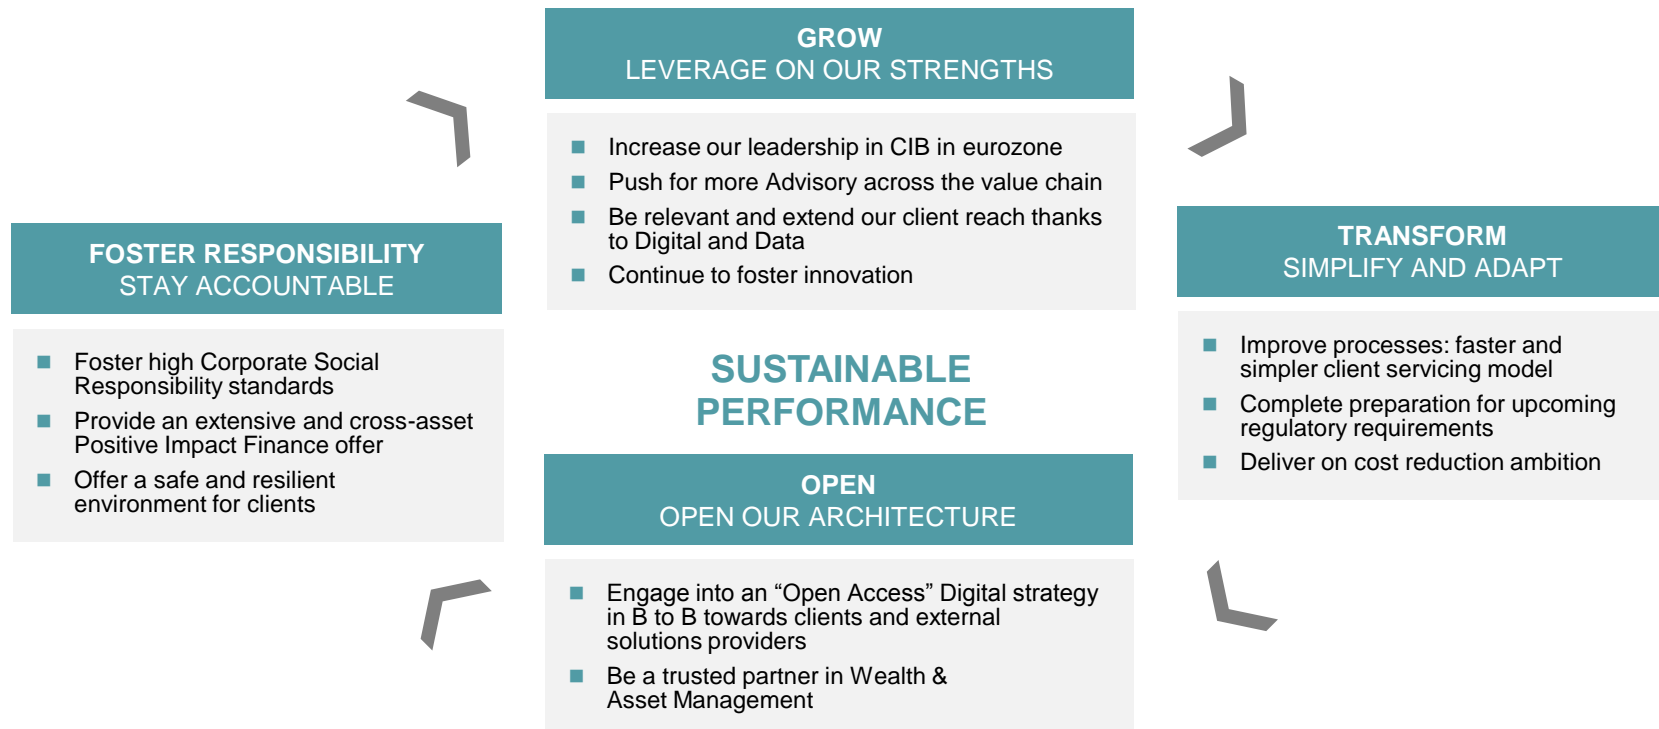 GROW
LEVERAGE ON OUR STRENGTHS
Increase our leadership in CIB in eurozone
Push for more Advisory across the value chain
Be relevant and extend our client reach thanks
to Digital and Data
Continue to foster innovation
FOSTER RESPONSIBILITY
STAY ACCOUNTABLE
Foster high Corporate Social
Responsibility standards
Provide an extensive and cross-asset
Positive Impact Finance offer
Offer a safe and resilient
environment for clients
SUSTAINABLE
PERFORMANCE
TRANSFORM
SIMPLIFY AND ADAPT
Improve processes: faster and
simpler client servicing model
Complete preparation for upcoming
regulatory requirements
Deliver on cost reduction ambition
OPEN
OPEN OUR ARCHITECTURE
Engage into an “Open Access” Digital strategy
in B to B towards clients and external
solutions providers
Be a trusted partner in Wealth &
Asset Management